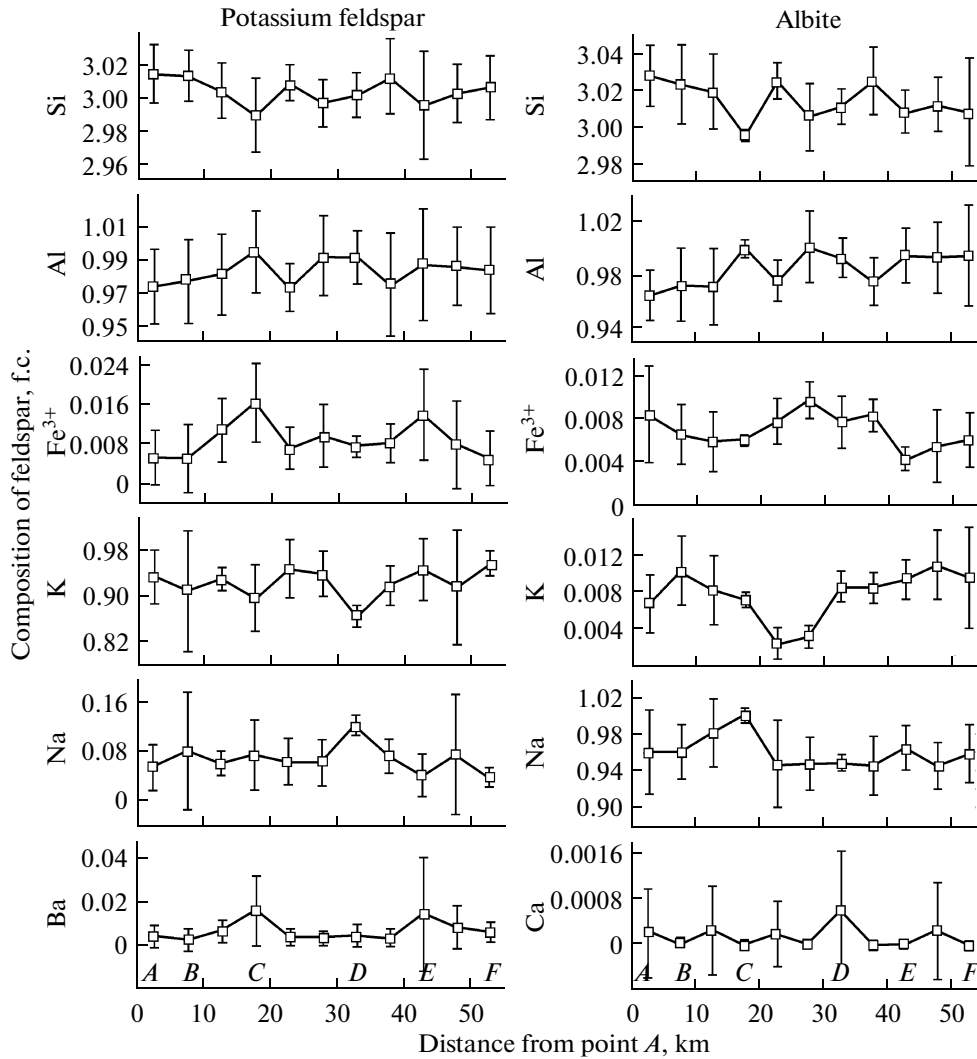 Potassium feldspar
Albite
Composition of feldspar, f.c.
Si
3.02
3.00
2.98
2.96
Si
3.04
3.02
3.00
2.98
Al
1.01
0.99
0.97
0.95
Al
1.02
0.98
0.94
Fe3+
0.024
0.016
0.008
0
Fe3+
0.012
0.008
0.004
0
K
0.98
0.90
0.82
K
0.012
0.008
0.004
Na
0.16
0.08
0
Na
1.02
0.98
0.94
0.90
Ba
0.04
0.02
0
A B C D E F
Ca
0.0016
0.0008
0
A B C D E F
0 10 20 30 40 50
0 10 20 30 40 50
Distance from point A, km